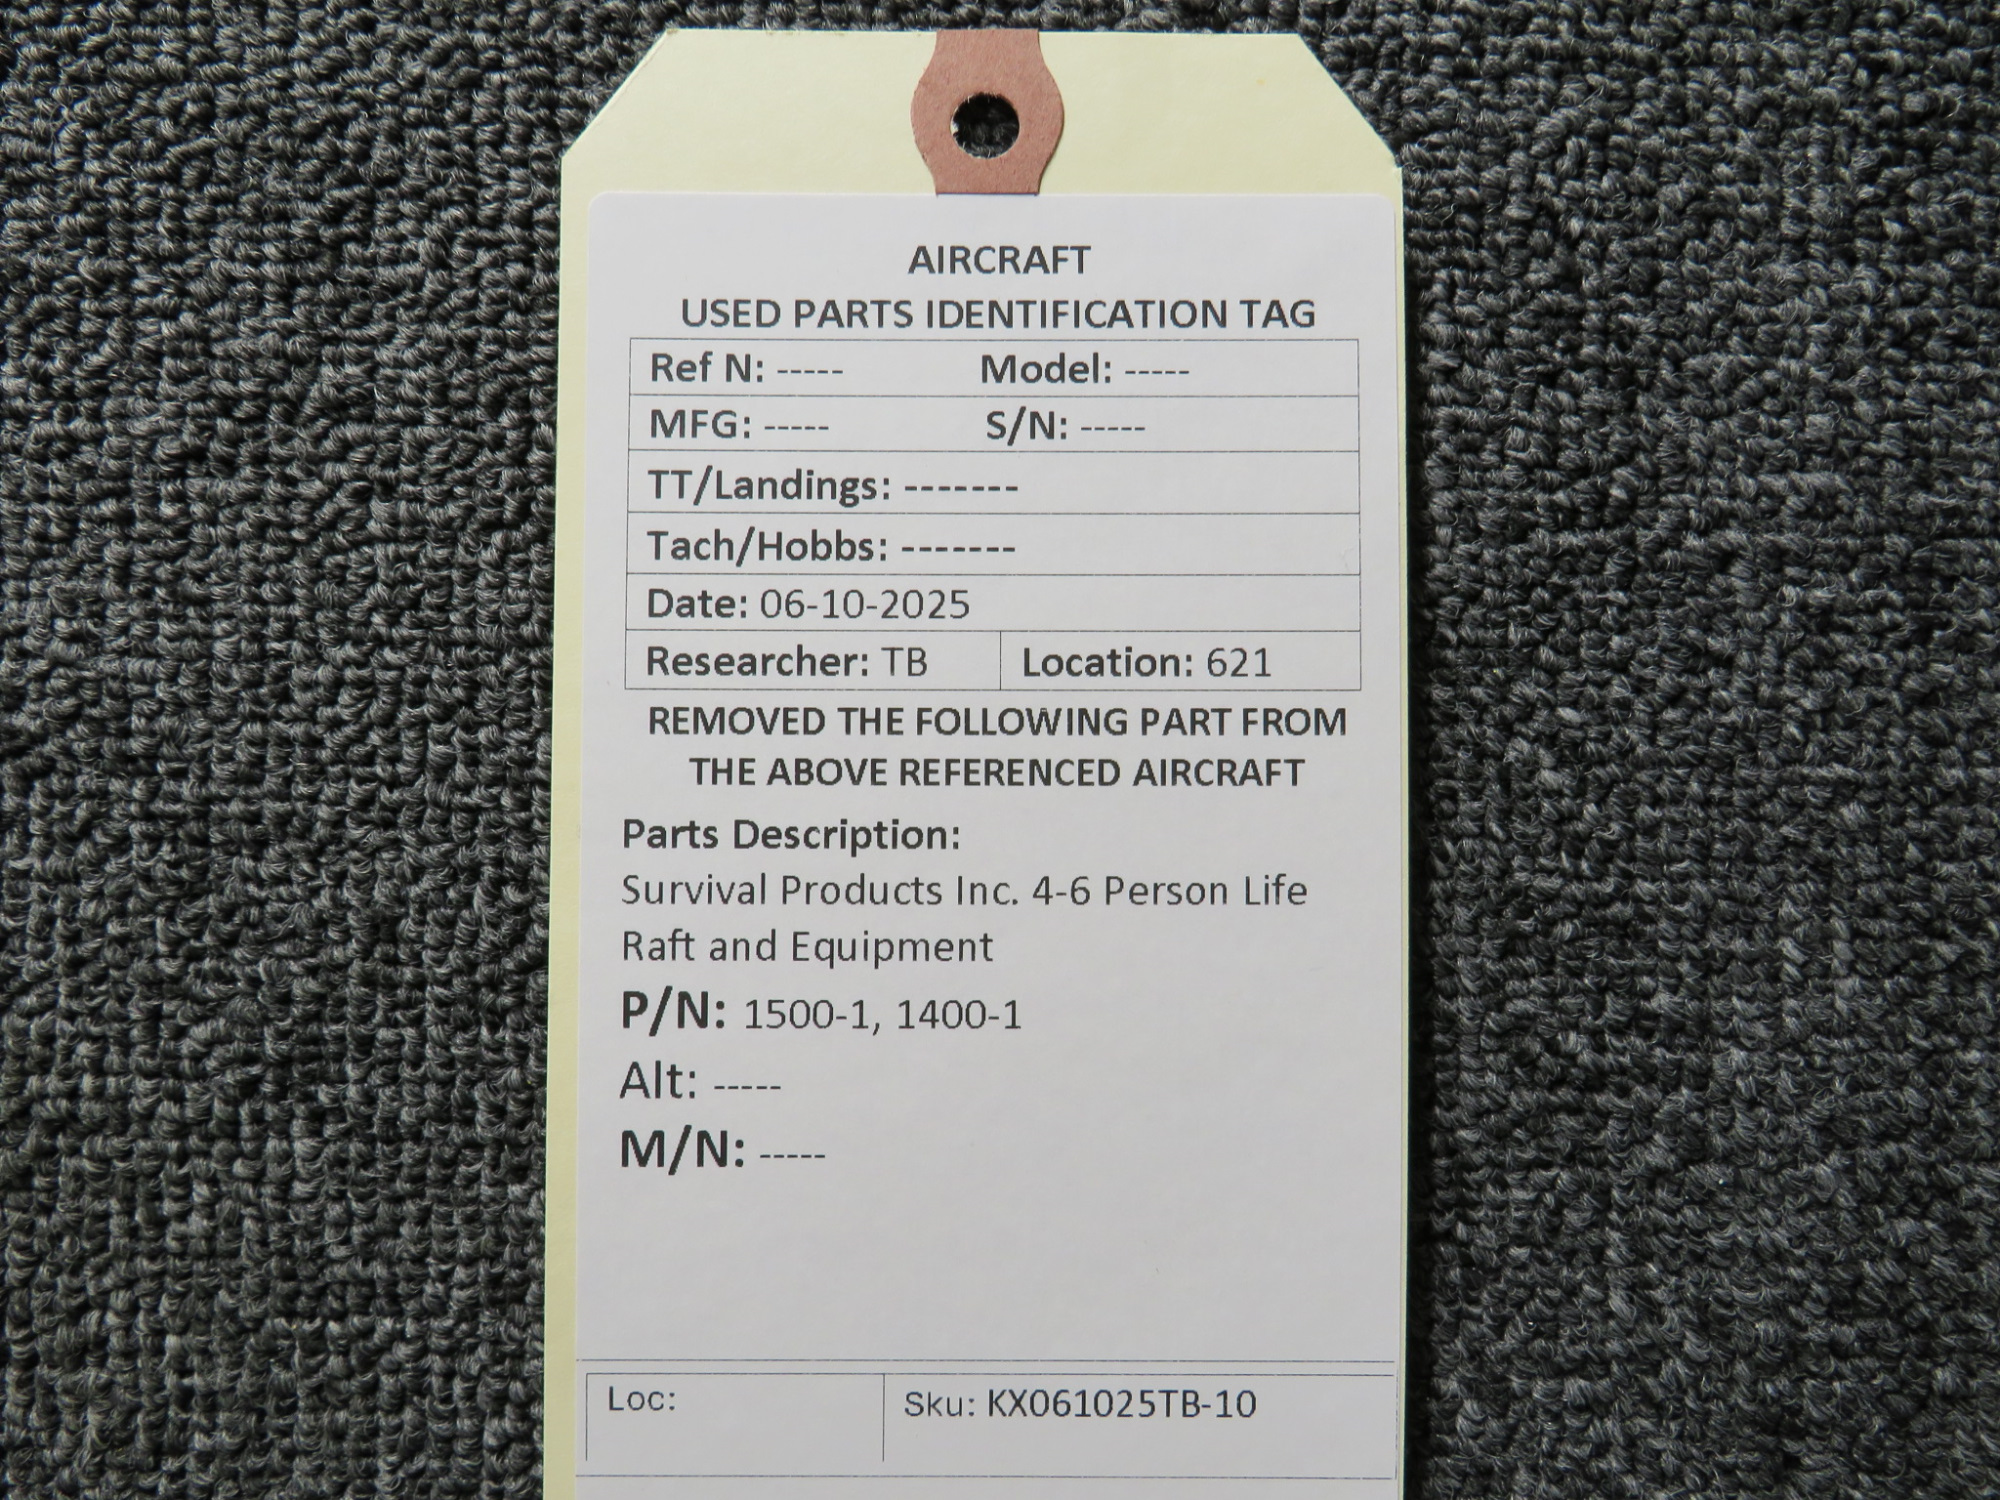 AIRCRAFT
USED PARTS IDENTIFICATION TAG
Ref N: ----- Model: -----
MFG: ----- S/N: -----
TT/Landings: -------
Tach/Hobbs: -------
Date: 06-10-2025
Researcher: TB Location: 621
REMOVED THE FOLLOWING PART FROM
THE ABOVE REFERENCED AIRCRAFT
Parts Description:
Survival Products Inc. 4-6 Person Life
Raft and Equipment
P/N: 1500-1, 1400-1
Alt: -----
M/N: -----
Loc: Sku: KX061025TB-10